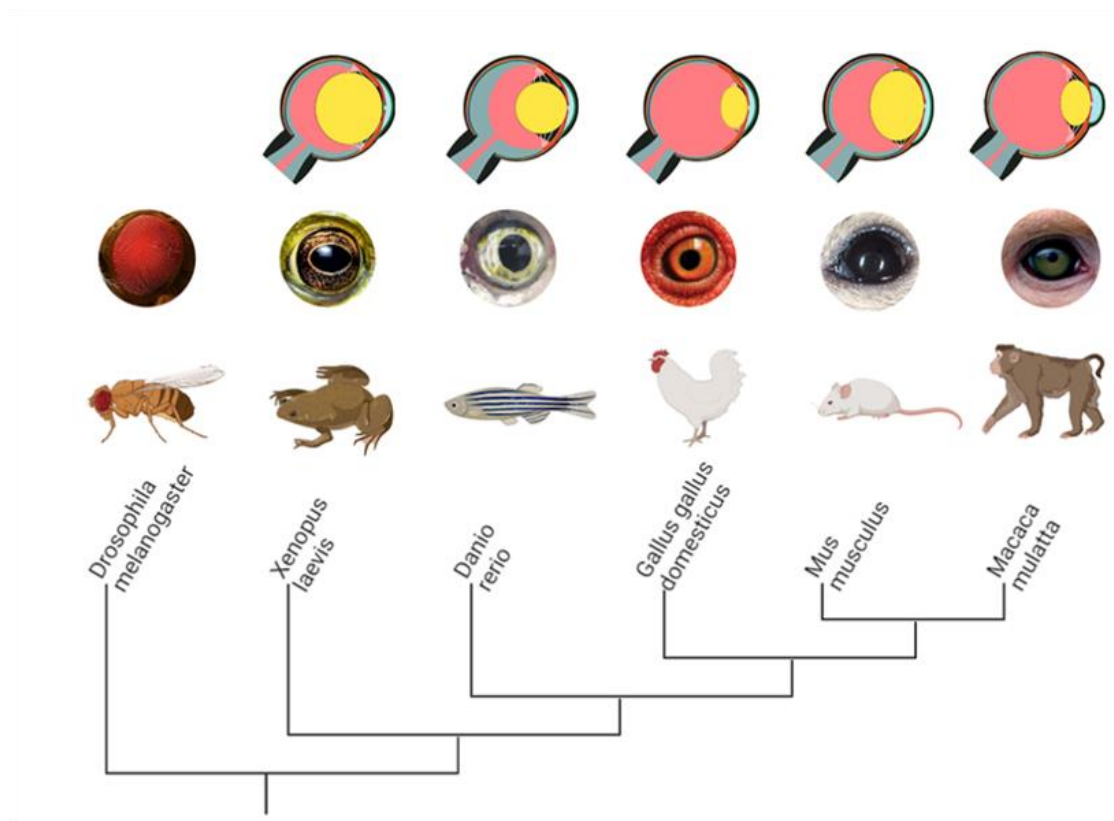 Drosophila
melanogaster
Xenopus
laevis
Danio
rerio
Gallus gallus
domesticus
Mus
musculus
Macaca
mulatta